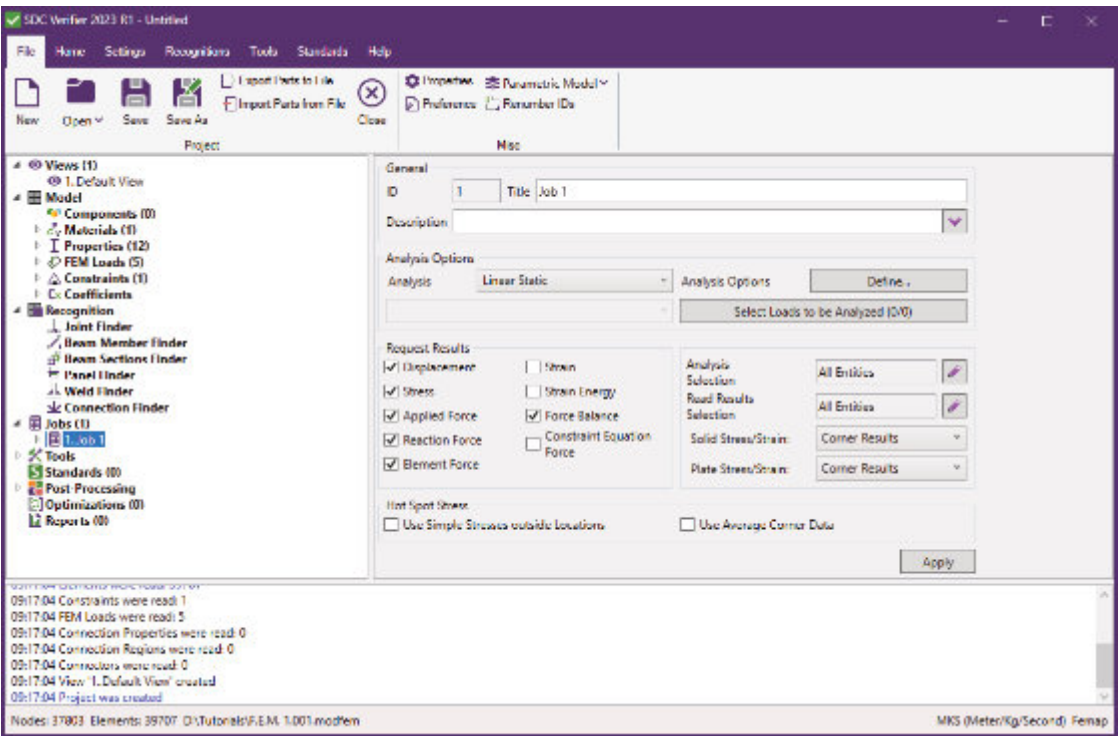 SDC Verifier 2023 R1 - Untitled
File Home Settings Recognitions Tools Standards Help
New
Open
Save
Save As
Export Parts to File
Import Parts from File
Close
Properties
Parametric Model
Preference
Renumber IDs
Project
Misc
Views (1)
1. Default View
Model
Components (0)
Materials (1)
Properties (12)
FEM Loads (5)
Constraints (1)
Coefficients
Recognition
Joint Finder
Beam Member Finder
Beam Sections Finder
Panel Finder
Weld Finder
Connection Finder
Jobs (1)
1. Job 1
Tools
Standards (0)
Post-Processing
Optimizations (0)
Reports (0)
General
ID 1 Title Job 1
Description
Analysis Options
Analysis Linear Static Analysis Options Define..
Select Loads to be Analyzed (0/0)
Request Results
Displacement
Strain
Stress
Strain Energy
Applied Force
Force Balance
Reaction Force
Constraint Equation
Force
Element Force
Analysis
Selection
All Entities
Read Results
Selection
All Entities
Solid Stress/Strain: Corner Results
Plate Stress/Strain: Corner Results
Hot Spot Stress
Use Simple Stresses outside Locations
Use Average Corner Data
Apply
09:17:04 Constraints were read: 1
09:17:04 FEM Loads were read: 5
09:17:04 Connection Properties were read: 0
09:17:04 Connection Regions were read: 0
09:17:04 Connectors were read: 0
09:17:04 View '1. Default View' created
09:17:04 Project was created
Nodes: 37803 Elements: 39707 D:\Tutorials\F.E.M. 1.001.modfem
MKS (Meter/Kg/Second) Femap